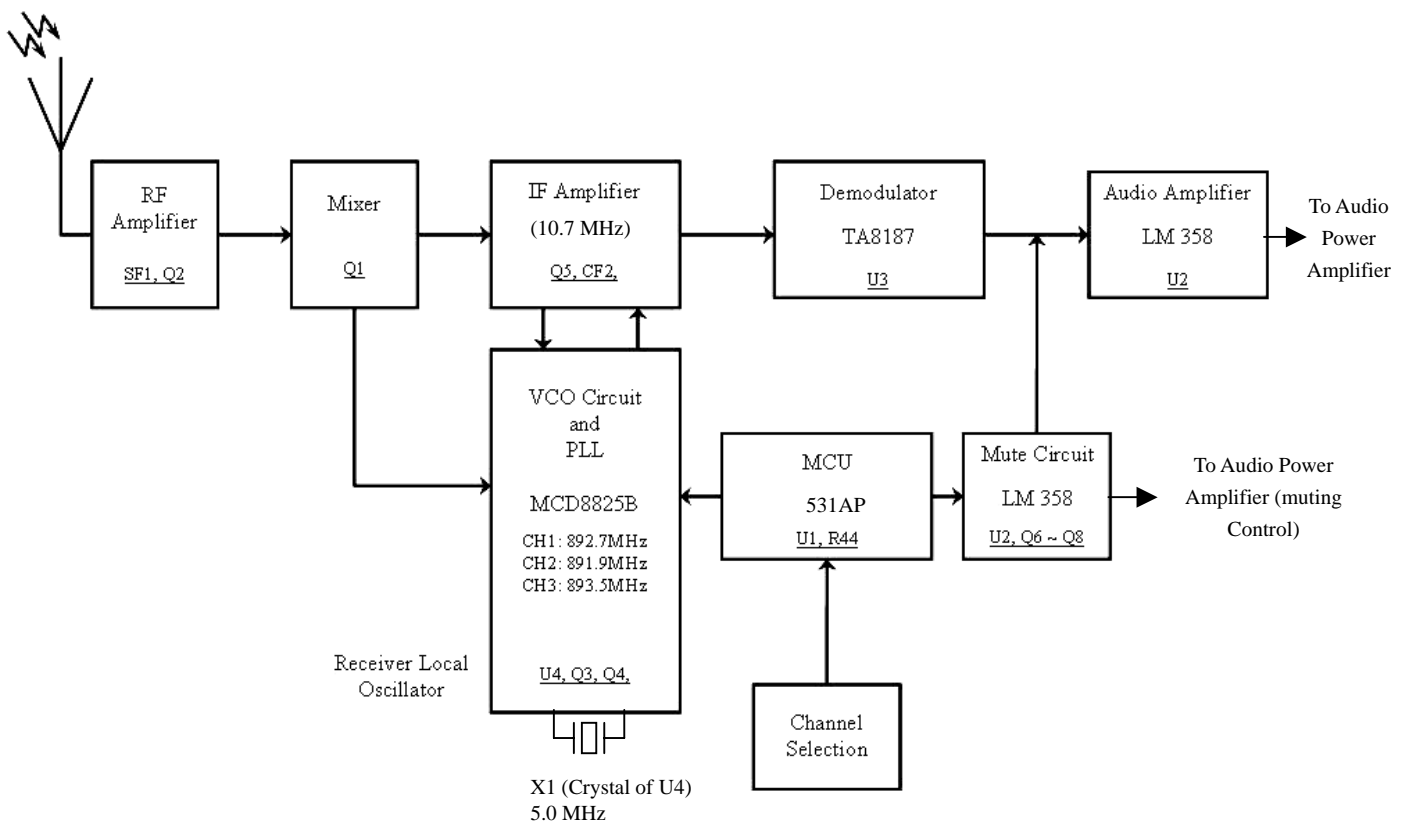 RF
Amplifier
SF1, Q2
Mixer
Q1
IF Amplifier
(10.7 MHz)
Q5, CF2,
Demodulator
TA8187
U3
Audio Amplifier
LM 358
U2
To Audio
Power
Amplifier
VCO Circuit
and
PLL
MCD8825B
CH1: 892.7MHz
CH2: 891.9MHz
CH3: 893.5MHz
U4, Q3, Q4,
MCU
531AP
U1, R44
Mute Circuit
LM 358
U2, Q6 ~ Q8
To Audio Power
Amplifier (muting
Control)
Receiver Local
Oscillator
Channel
Selection
X1 (Crystal of U4)
5.0 MHz